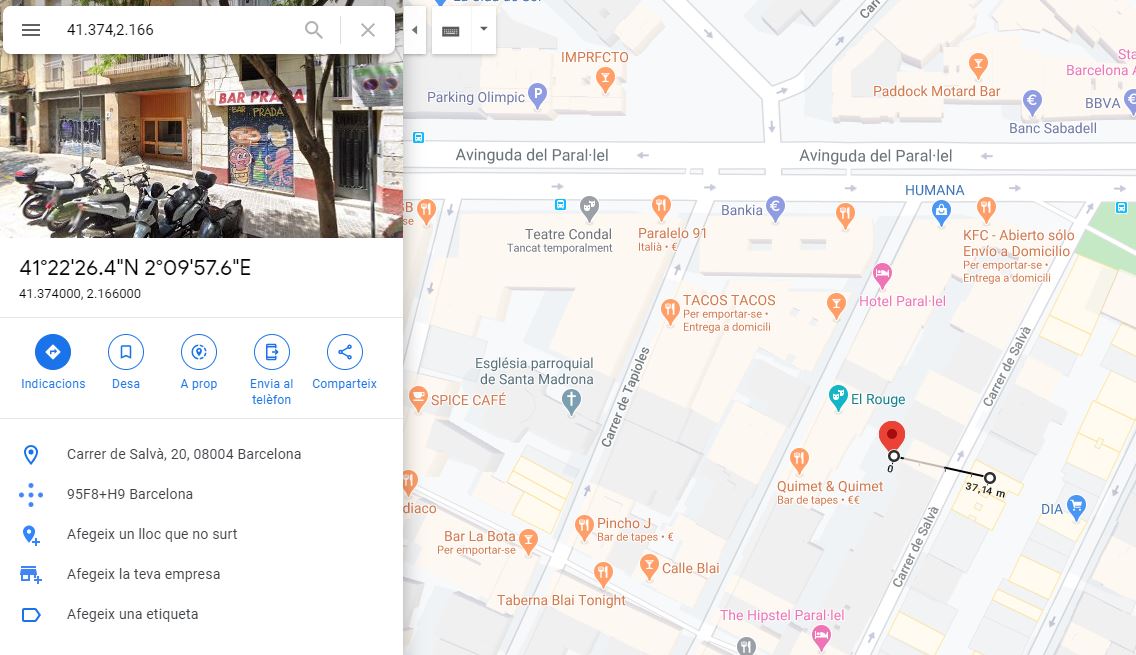 41.374,2.166
BAR PRADA
BAR PRADA
41°22'26.4"N 2°09'57.6"E
41.374000, 2.166000
Indicacions
Desa
A prop
Envia al
telèfon
Comparteix
Carrer de Salvà, 20, 08004 Barcelona
95F8+H9 Barcelona
Afegeix un lloc que no surt
Afegeix la teva empresa
Afegeix una etiqueta
IMPRFCTO
Parking Olimpic
P
Paddock Motard Bar
Sta
Barcelona A
BBVA
Banc Sabadell
Avinguda del Paral·lel
Avinguda del Paral·lel
HUMANA
Bankia
Teatre Condal
Tancat temporalment
Paralelo 91
Italià • €
KFC - Abierto sólo
Envío a Domicilio
Per emportar-se •
Entrega a domicili
Hotel Paral·lel
TACOS TACOS
Per emportar-se •
Entrega a domicili
Església parroquial
de Santa Madrona
Carrer de Tapioles
Carrer de Salvà
SPICE CAFÉ
El Rouge
0
37,14 m
Quimet & Quimet
Bar de tapes • €€
diaco
DIA
Pincho J
Bar de tapes • €
Bar La Bota
Per emportar-se
Carrer de Salvà
Calle Blai
Taberna Blai Tonight
The Hipstel Paral·lel